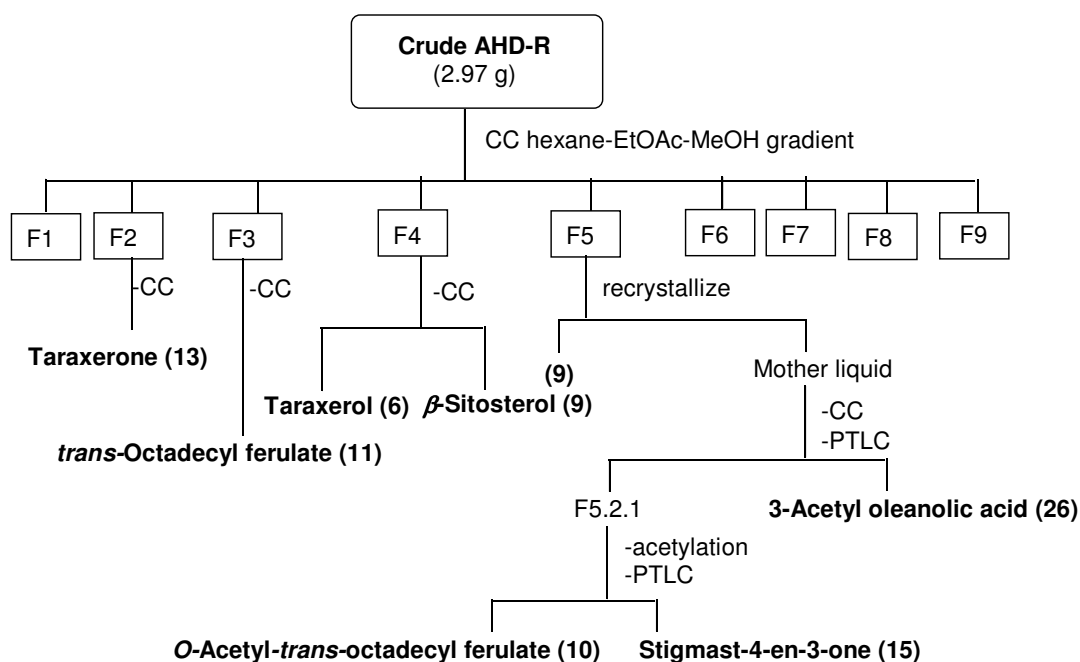 Crude AHD-R
(2.97 g)
CC hexane-EtOAc-MeOH gradient
F1 F2 F3 F4 F5 F6 F7 F8 F9
-CC -CC -CC recrystallize
Taraxerone (13)
(9) Mother liquid
Taraxerol (6) β-Sitosterol (9)
-CC
-PTLC
trans-Octadecyl ferulate (11)
F5.2.1 3-Acetyl oleanolic acid (26)
-acetylation
-PTLC
O-Acetyl-trans-octadecyl ferulate (10) Stigmast-4-en-3-one (15)